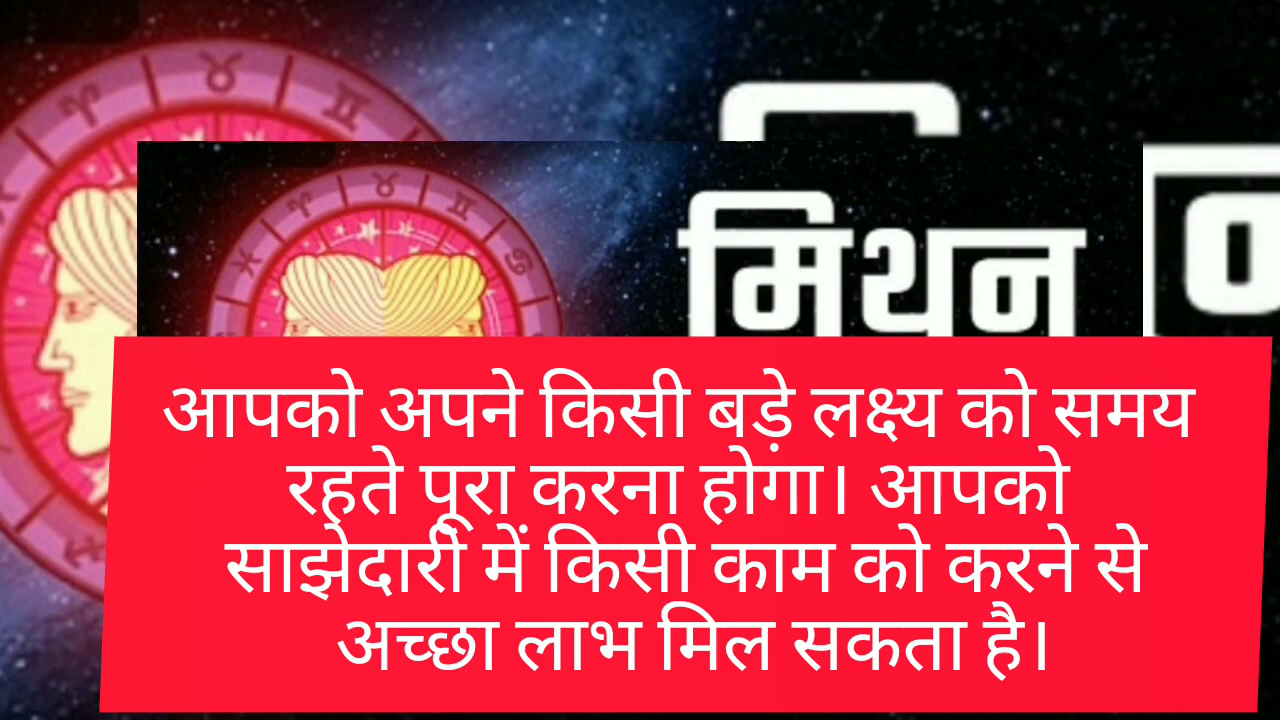 मिथुन
आपको अपने किसी बड़े लक्ष्य को समय
रहते पूरा करना होगा। आपको
साझेदारी में किसी काम को करने से
अच्छा लाभ मिल सकता है।